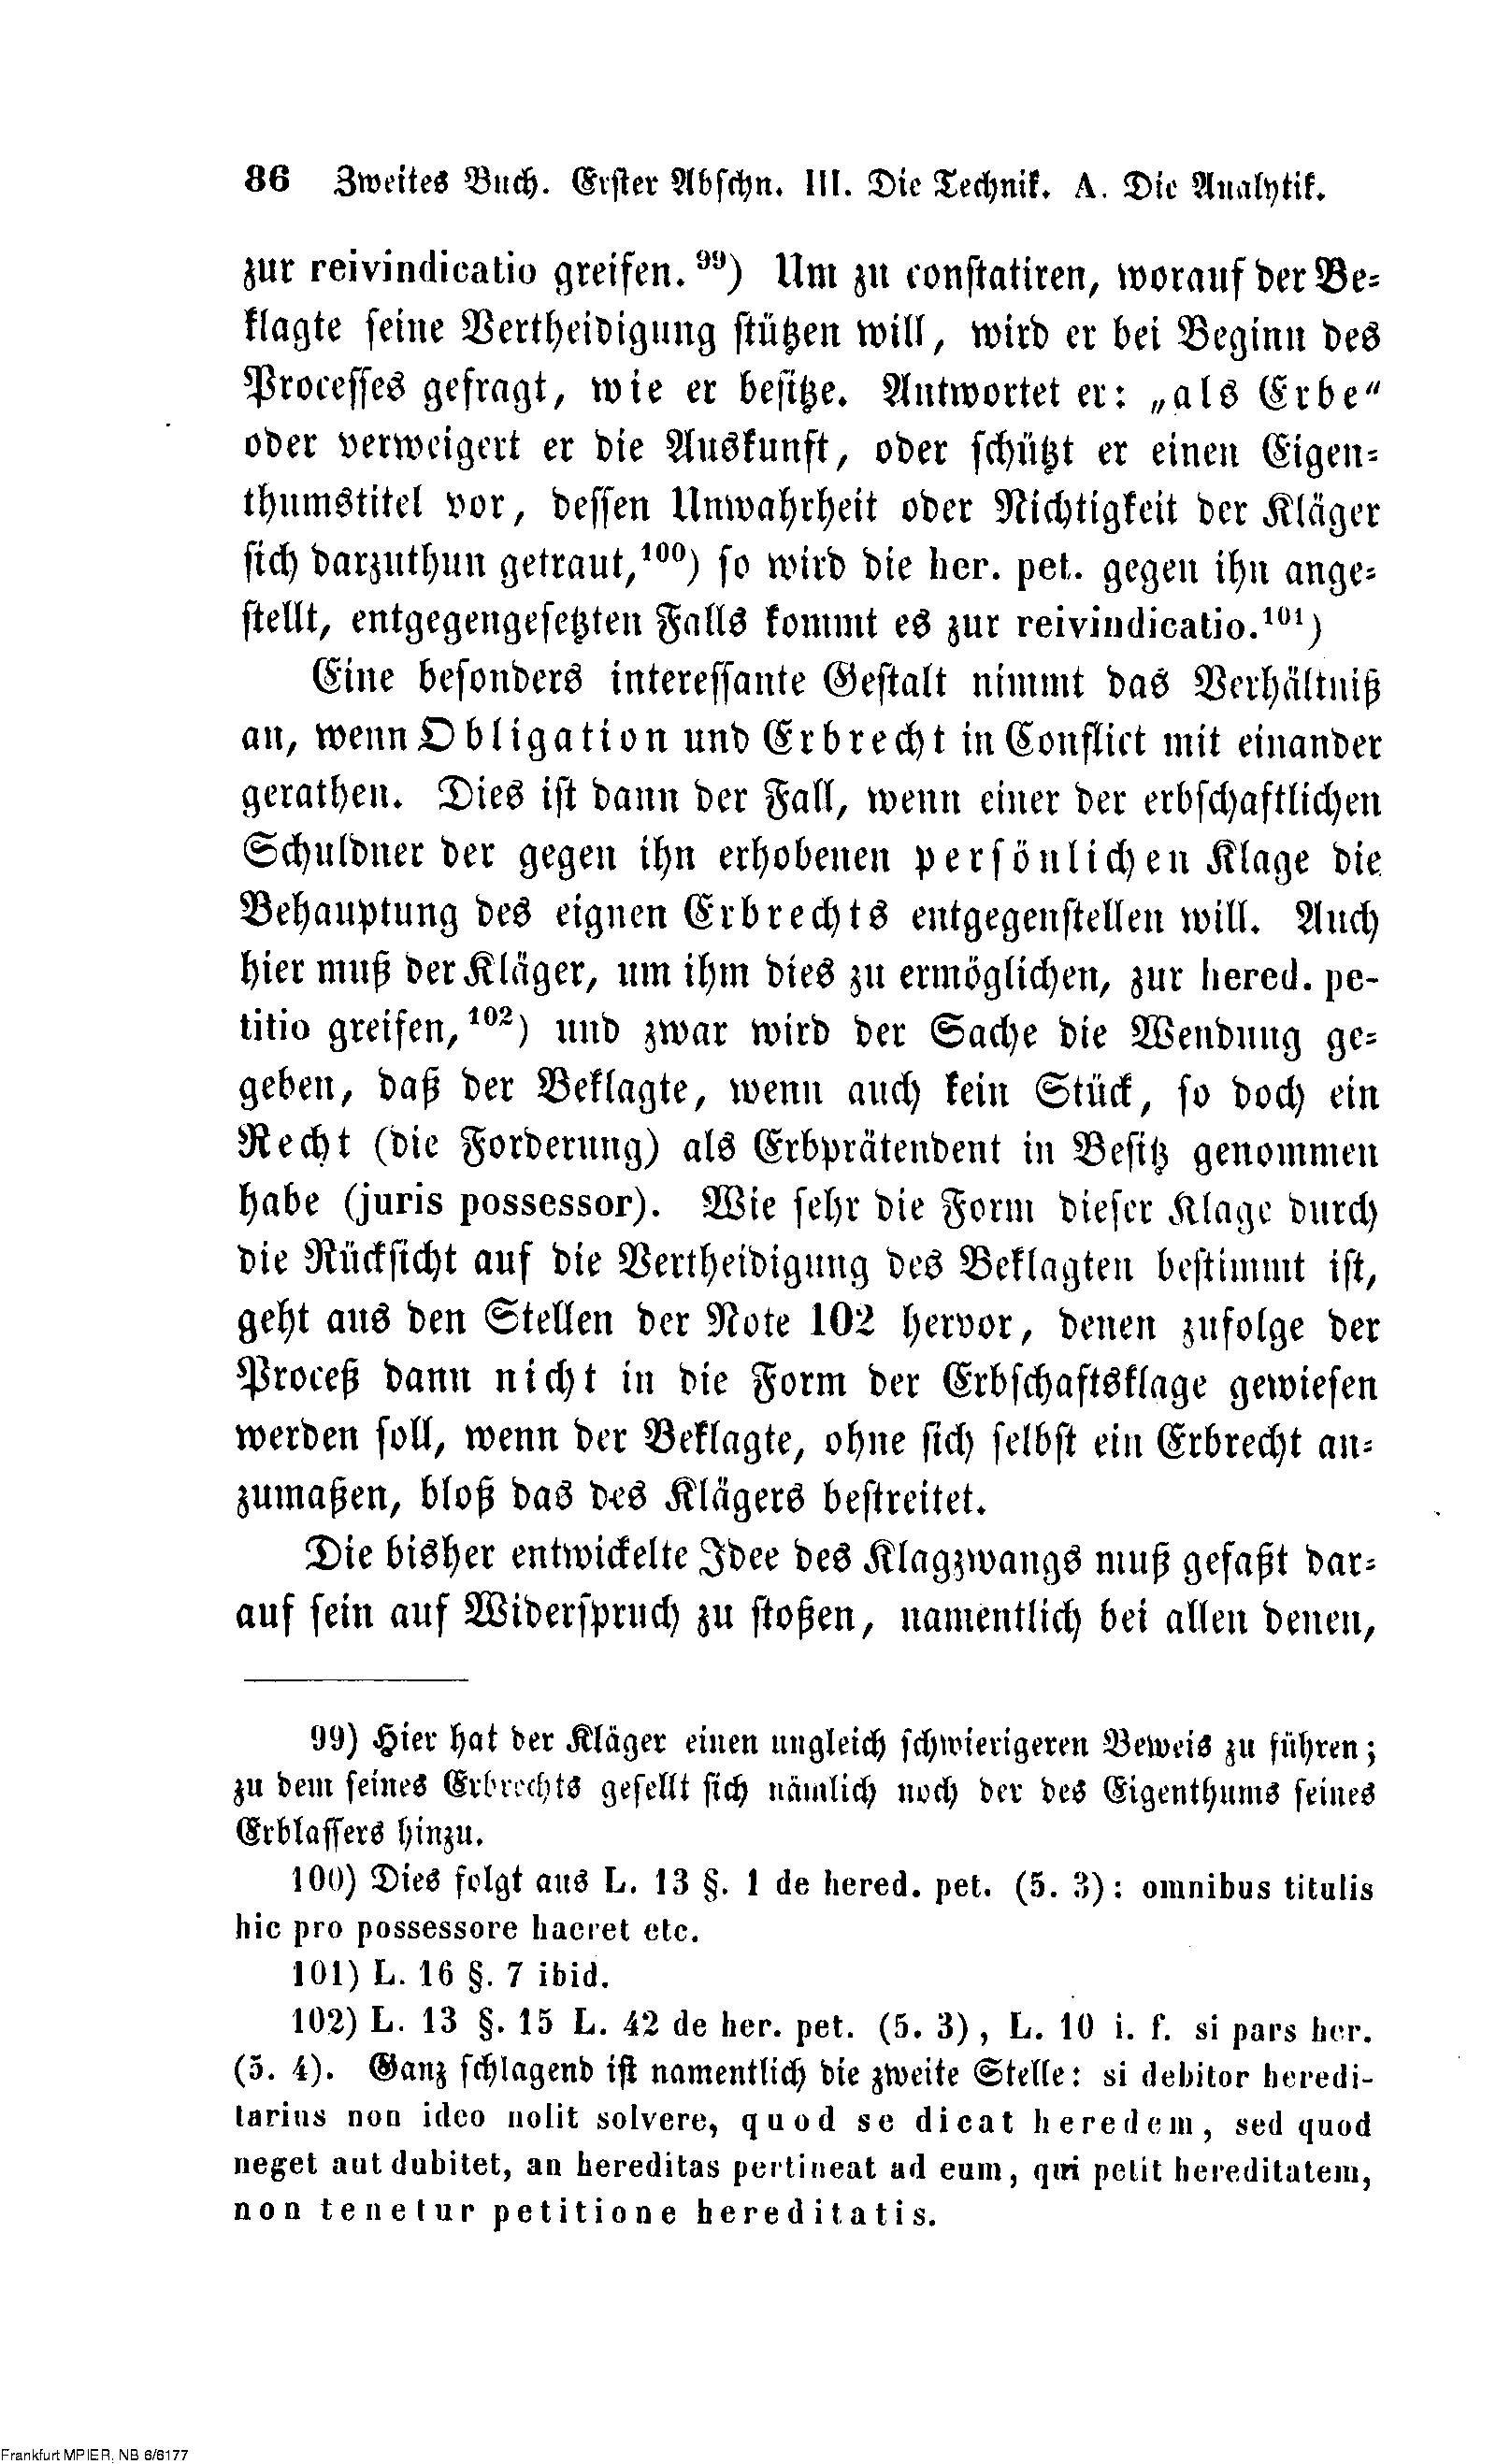 86 Zweites Buch. Erster Abschn. III. Die Technik. A. Die Analytik.
zur reivindicatio greifen.⁹⁹) Um zu constatiren, worauf der Be-
klagte seine Vertheidigung stützen will, wird er bei Beginn des
Processes gefragt, wie er besitze. Antwortet er: „als Erbe"
oder verweigert er die Auskunft, oder schützt er einen Eigen-
thumstitel vor, dessen Unwahrheit oder Nichtigkeit der Kläger
sich darzuthun getraut,¹⁰⁰) so wird die her. pet. gegen ihn ange-
stellt, entgegengesetzten Falls kommt es zur reivindicatio.¹⁰¹)
Eine besonders interessante Gestalt nimmt das Verhältniß
an, wenn Obligation und Erbrecht in Conflict mit einander
gerathen. Dies ist dann der Fall, wenn einer der erbschaftlichen
Schuldner der gegen ihn erhobenen persönlichen Klage die
Behauptung des eignen Erbrechts entgegenstellen will. Auch
hier muß der Kläger, um ihm dies zu ermöglichen, zur hered. pe-
titio greifen,¹⁰²) und zwar wird der Sache die Wendung ge-
geben, daß der Beklagte, wenn auch kein Stück, so doch ein
Recht (die Forderung) als Erbprätendent in Besitz genommen
habe (juris possessor). Wie sehr die Form dieser Klage durch
die Rücksicht auf die Vertheidigung des Beklagten bestimmt ist,
geht aus den Stellen der Note 102 hervor, denen zufolge der
Proceß dann nicht in die Form der Erbschaftsklage gewiesen
werden soll, wenn der Beklagte, ohne sich selbst ein Erbrecht an-
zumaßen, bloß das des Klägers bestreitet.
Die bisher entwickelte Idee des Klagzwangs muß gefaßt dar-
auf sein auf Widerspruch zu stoßen, namentlich bei allen denen,
99) Hier hat der Kläger einen ungleich schwierigeren Beweis zu führen;
zu dem seines Erbrechts gesellt sich nämlich noch der des Eigenthums seines
Erblassers hinzu.
100) Dies folgt aus L. 13 §. 1 de hered. pet. (5. 3): omnibus titulis
hic pro possessore haeret etc.
101) L. 16 §. 7 ibid.
102) L. 13 §. 15 L. 42 de her. pet. (5. 3), L. 10 i. f. si pars her.
(5. 4). Ganz schlagend ist namentlich die zweite Stelle: si debitor heredi-
tarius non ideo nolit solvere, quod se dicat heredem, sed quod
neget aut dubitet, an hereditas pertineat ad eum, qui petit hereditatem,
non tenetur petitione hereditatis.
Frankfurt MPIER, NB 6/6177